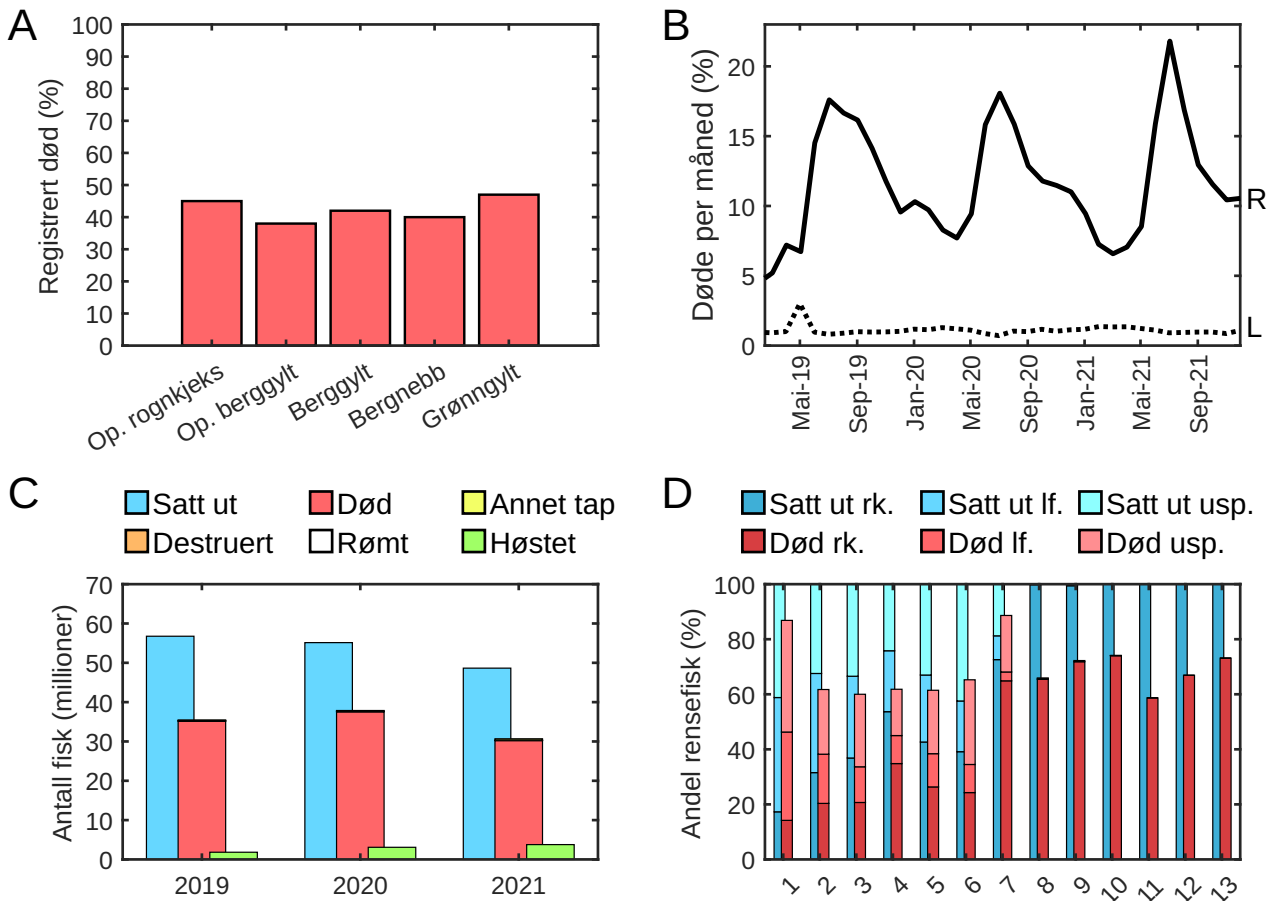 A
Registrert død (%)
100
90
80
70
60
50
40
30
20
10
0
Op. rognkjeks
Op. berggylt
Berggylt
Bergnebb
Grønngylt
B
Døde per måned (%)
20
15
10
5
0
R
L
Mai-19
Sep-19
Jan-20
Mai-20
Sep-20
Jan-21
Mai-21
Sep-21
C
Satt ut Død Annet tap
Destruert Rømt Høstet
Antall fisk (millioner)
70
60
50
40
30
20
10
0
2019 2020 2021
D
Satt ut rk. Satt ut lf. Satt ut usp.
Død rk. Død lf. Død usp.
Andel rensefisk (%)
100
80
60
40
20
0
1 2 3 4 5 6 7 8 9 10 11 12 13